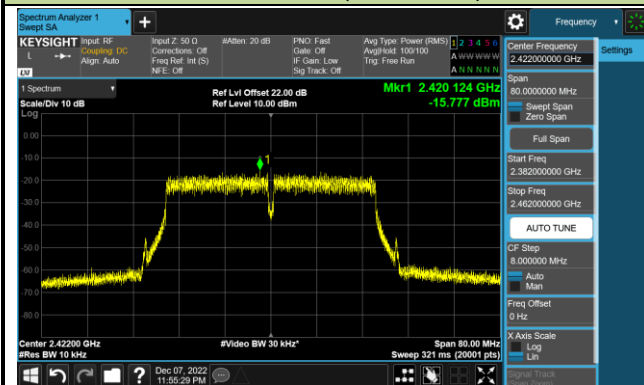 Spectrum Analyzer 1
Swept SA
Frequency
KEYSIGHT
Input: RF
Coupling: DC
Align: Auto
Input Z: 50 Ω
Corrections: Off
Freq Ref: Int (S)
NFE: Off
#Atten: 20 dB
PNO: Fast
Gate: Off
IF Gain: Low
Sig Track: Off
Avg Type: Power (RMS)
Avg|Hold: 100/100
Trig: Free Run
1 2 3 4 5 6
A W W W W W
A N N N N N
L
LXI
1 Spectrum
Scale/Div 10 dB
Log
Ref Lvl Offset 22.00 dB
Ref Level 10.00 dBm
Mkr1 2.420 124 GHz
-15.777 dBm
1
0.00
-10.0
-20.0
-30.0
-40.0
-50.0
-60.0
-70.0
-80.0
Center 2.42200 GHz
#Res BW 10 kHz
#Video BW 30 kHz*
Span 80.00 MHz
Sweep 321 ms (20001 pts)
Center Frequency
2.422000000 GHz
Settings
Span
80.0000000 MHz
Swept Span
Zero Span
Full Span
Start Freq
2.382000000 GHz
Stop Freq
2.462000000 GHz
AUTO TUNE
CF Step
8.000000 MHz
Auto
Man
Freq Offset
0 Hz
X Axis Scale
Log
Lin
Signal Track
(Span Zoom)
Dec 07, 2022
11:55:29 PM